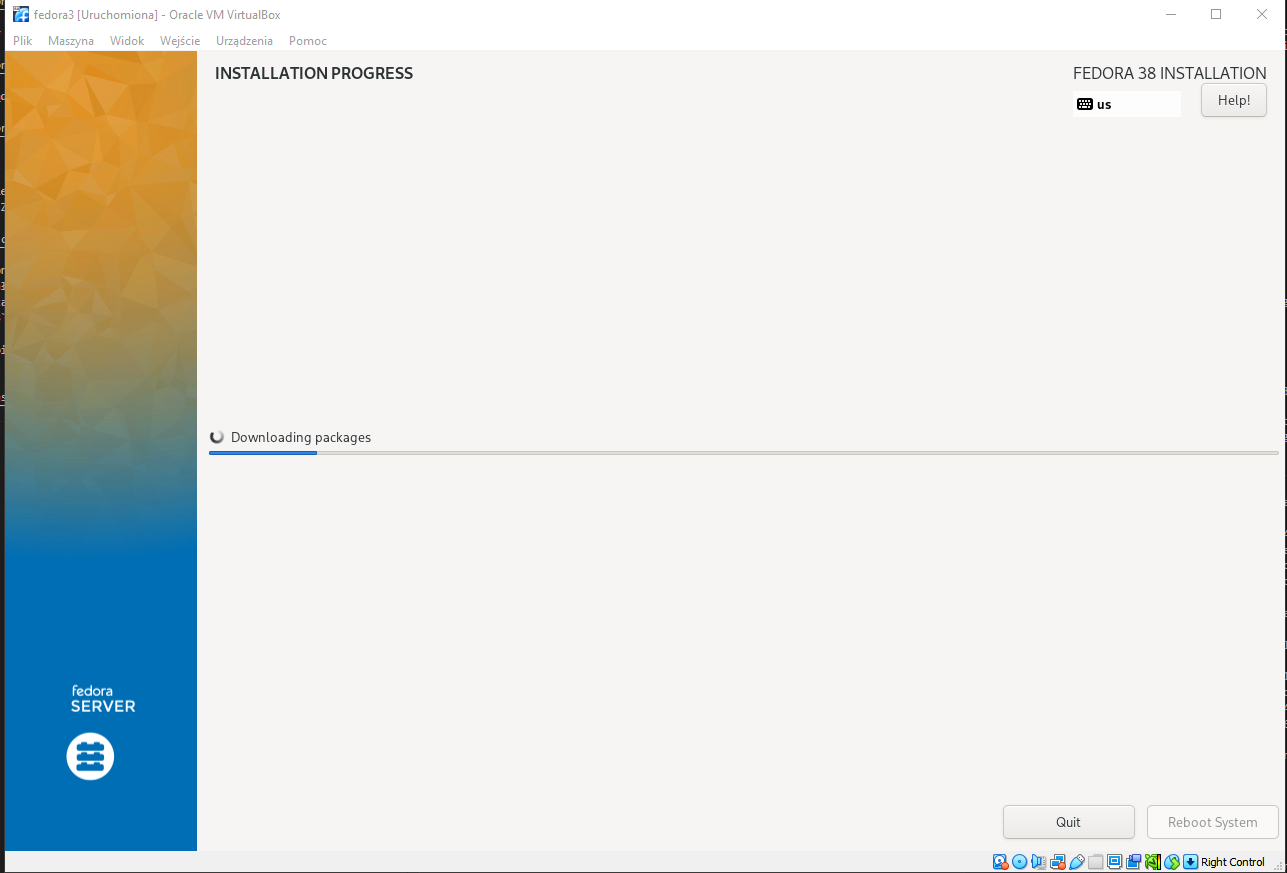 fedora3 [Uruchomiona] - Oracle VM VirtualBox
Plik Maszyna Widok Wejście Urządzenia Pomoc
INSTALLATION PROGRESS
FEDORA 38 INSTALLATION
us
Help!
Downloading packages
fedora
SERVER
Quit
Reboot System
Right Control